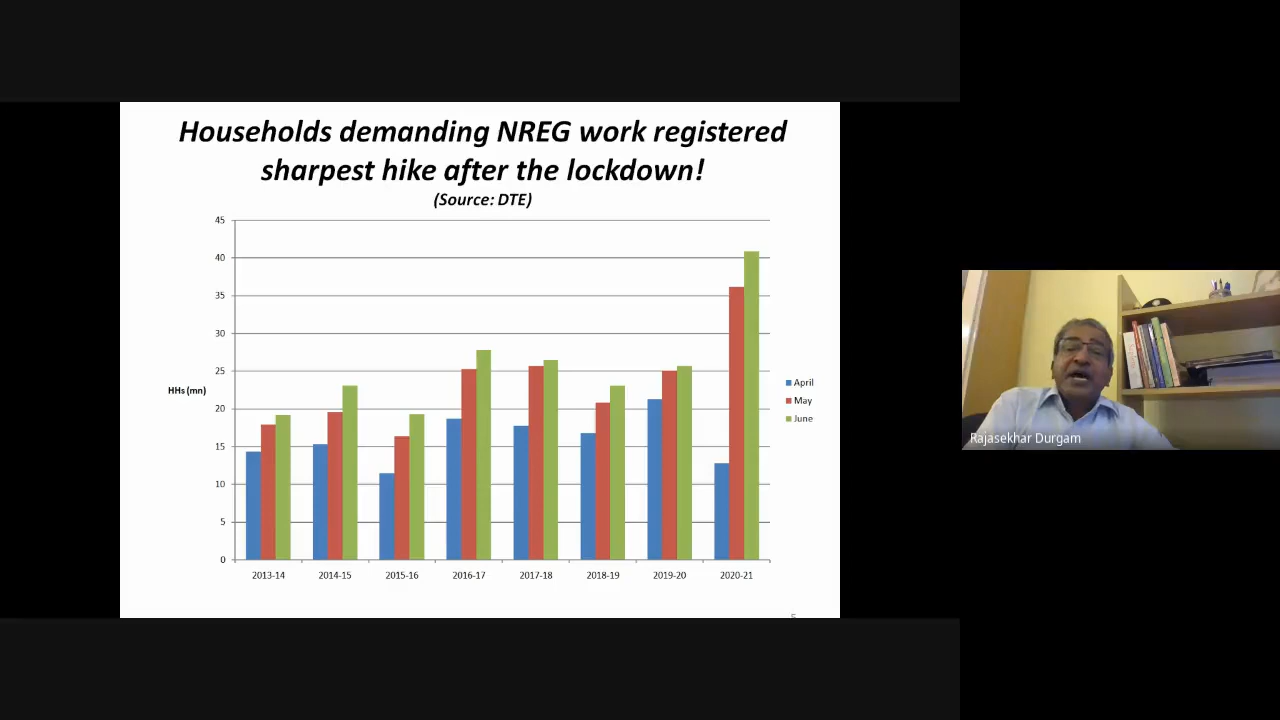 Households demanding NREG work registered
sharpest hike after the lockdown!
(Source: DTE)
45
40
35
30
25
20
15
10
5
0
HHs (mn)
2013-14
2014-15
2015-16
2016-17
2017-18
2018-19
2019-20
2020-21
April
May
June
5
Rajasekhar Durgam